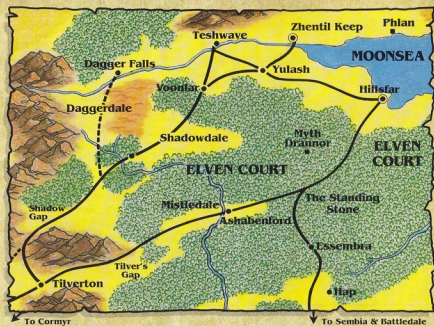 Phlan
Zhentil Keep
Teshwave
MOONSEA
Dagger Falls
Yulash
Voonlar
Hillsfar
Daggerdale
Shadowdale
Myth
Drannor
ELVEN
COURT
ELVEN COURT
Shadow
Gap
Mistledale
The Standing
Stone
Ashabenford
Essembra
Tilver's
Gap
Tilverton
Hap
To Cormyr
To Sembia & Battledale